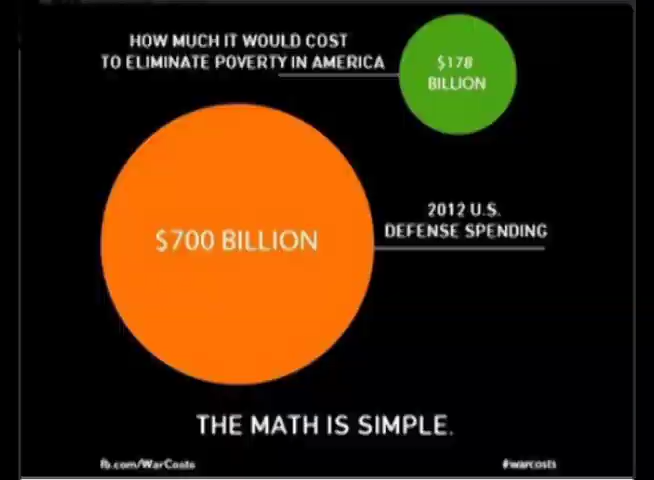 HOW MUCH IT WOULD COST
TO ELIMINATE POVERTY IN AMERICA
$178
BILLION
$700 BILLION
2012 U.S.
DEFENSE SPENDING
THE MATH IS SIMPLE.
fb.com/WarCosts
#warcosts